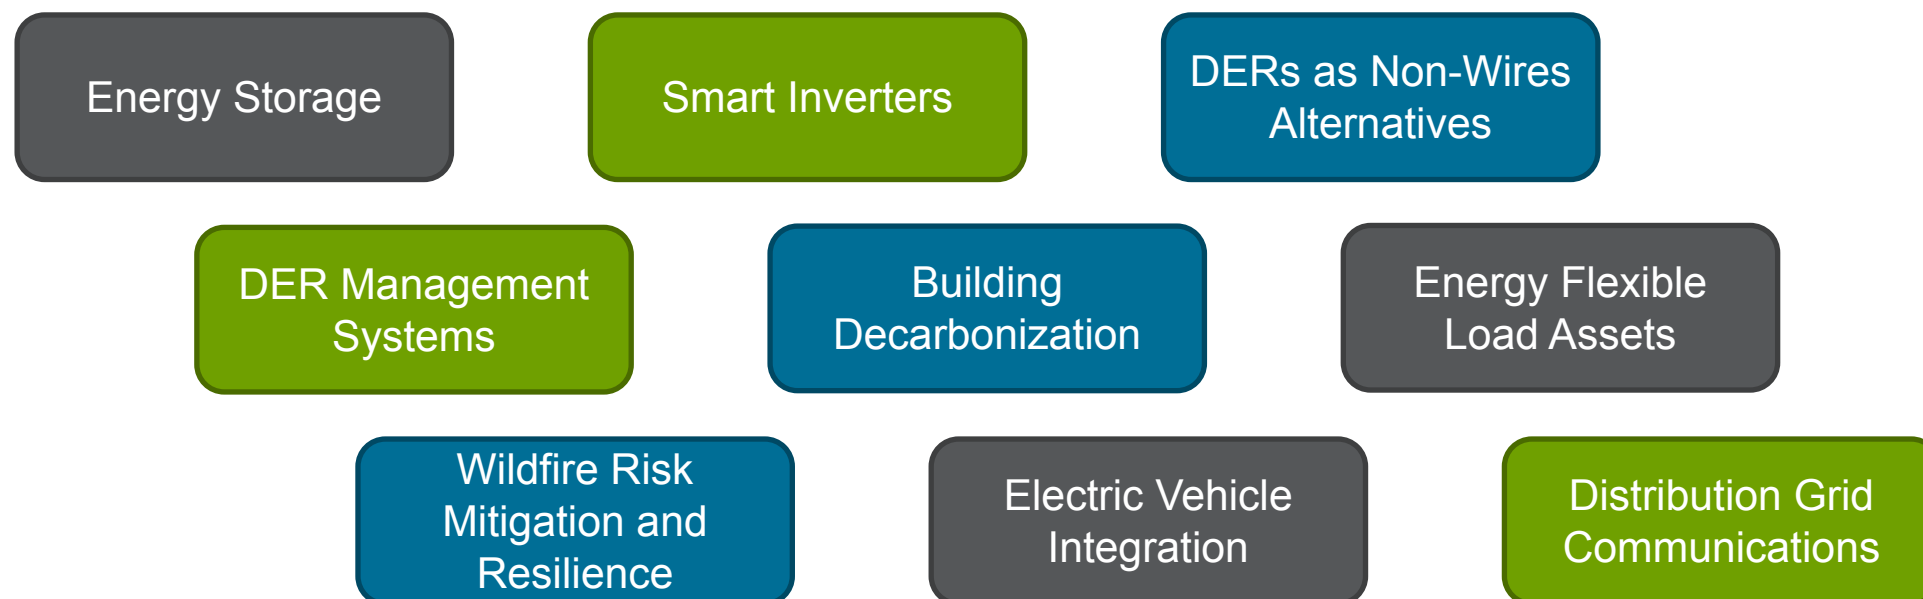 Energy Storage
Smart Inverters
DERs as Non-Wires
Alternatives
DER Management
Systems
Building
Decarbonization
Energy Flexible
Load Assets
Wildfire Risk
Mitigation and
Resilience
Electric Vehicle
Integration
Distribution Grid
Communications